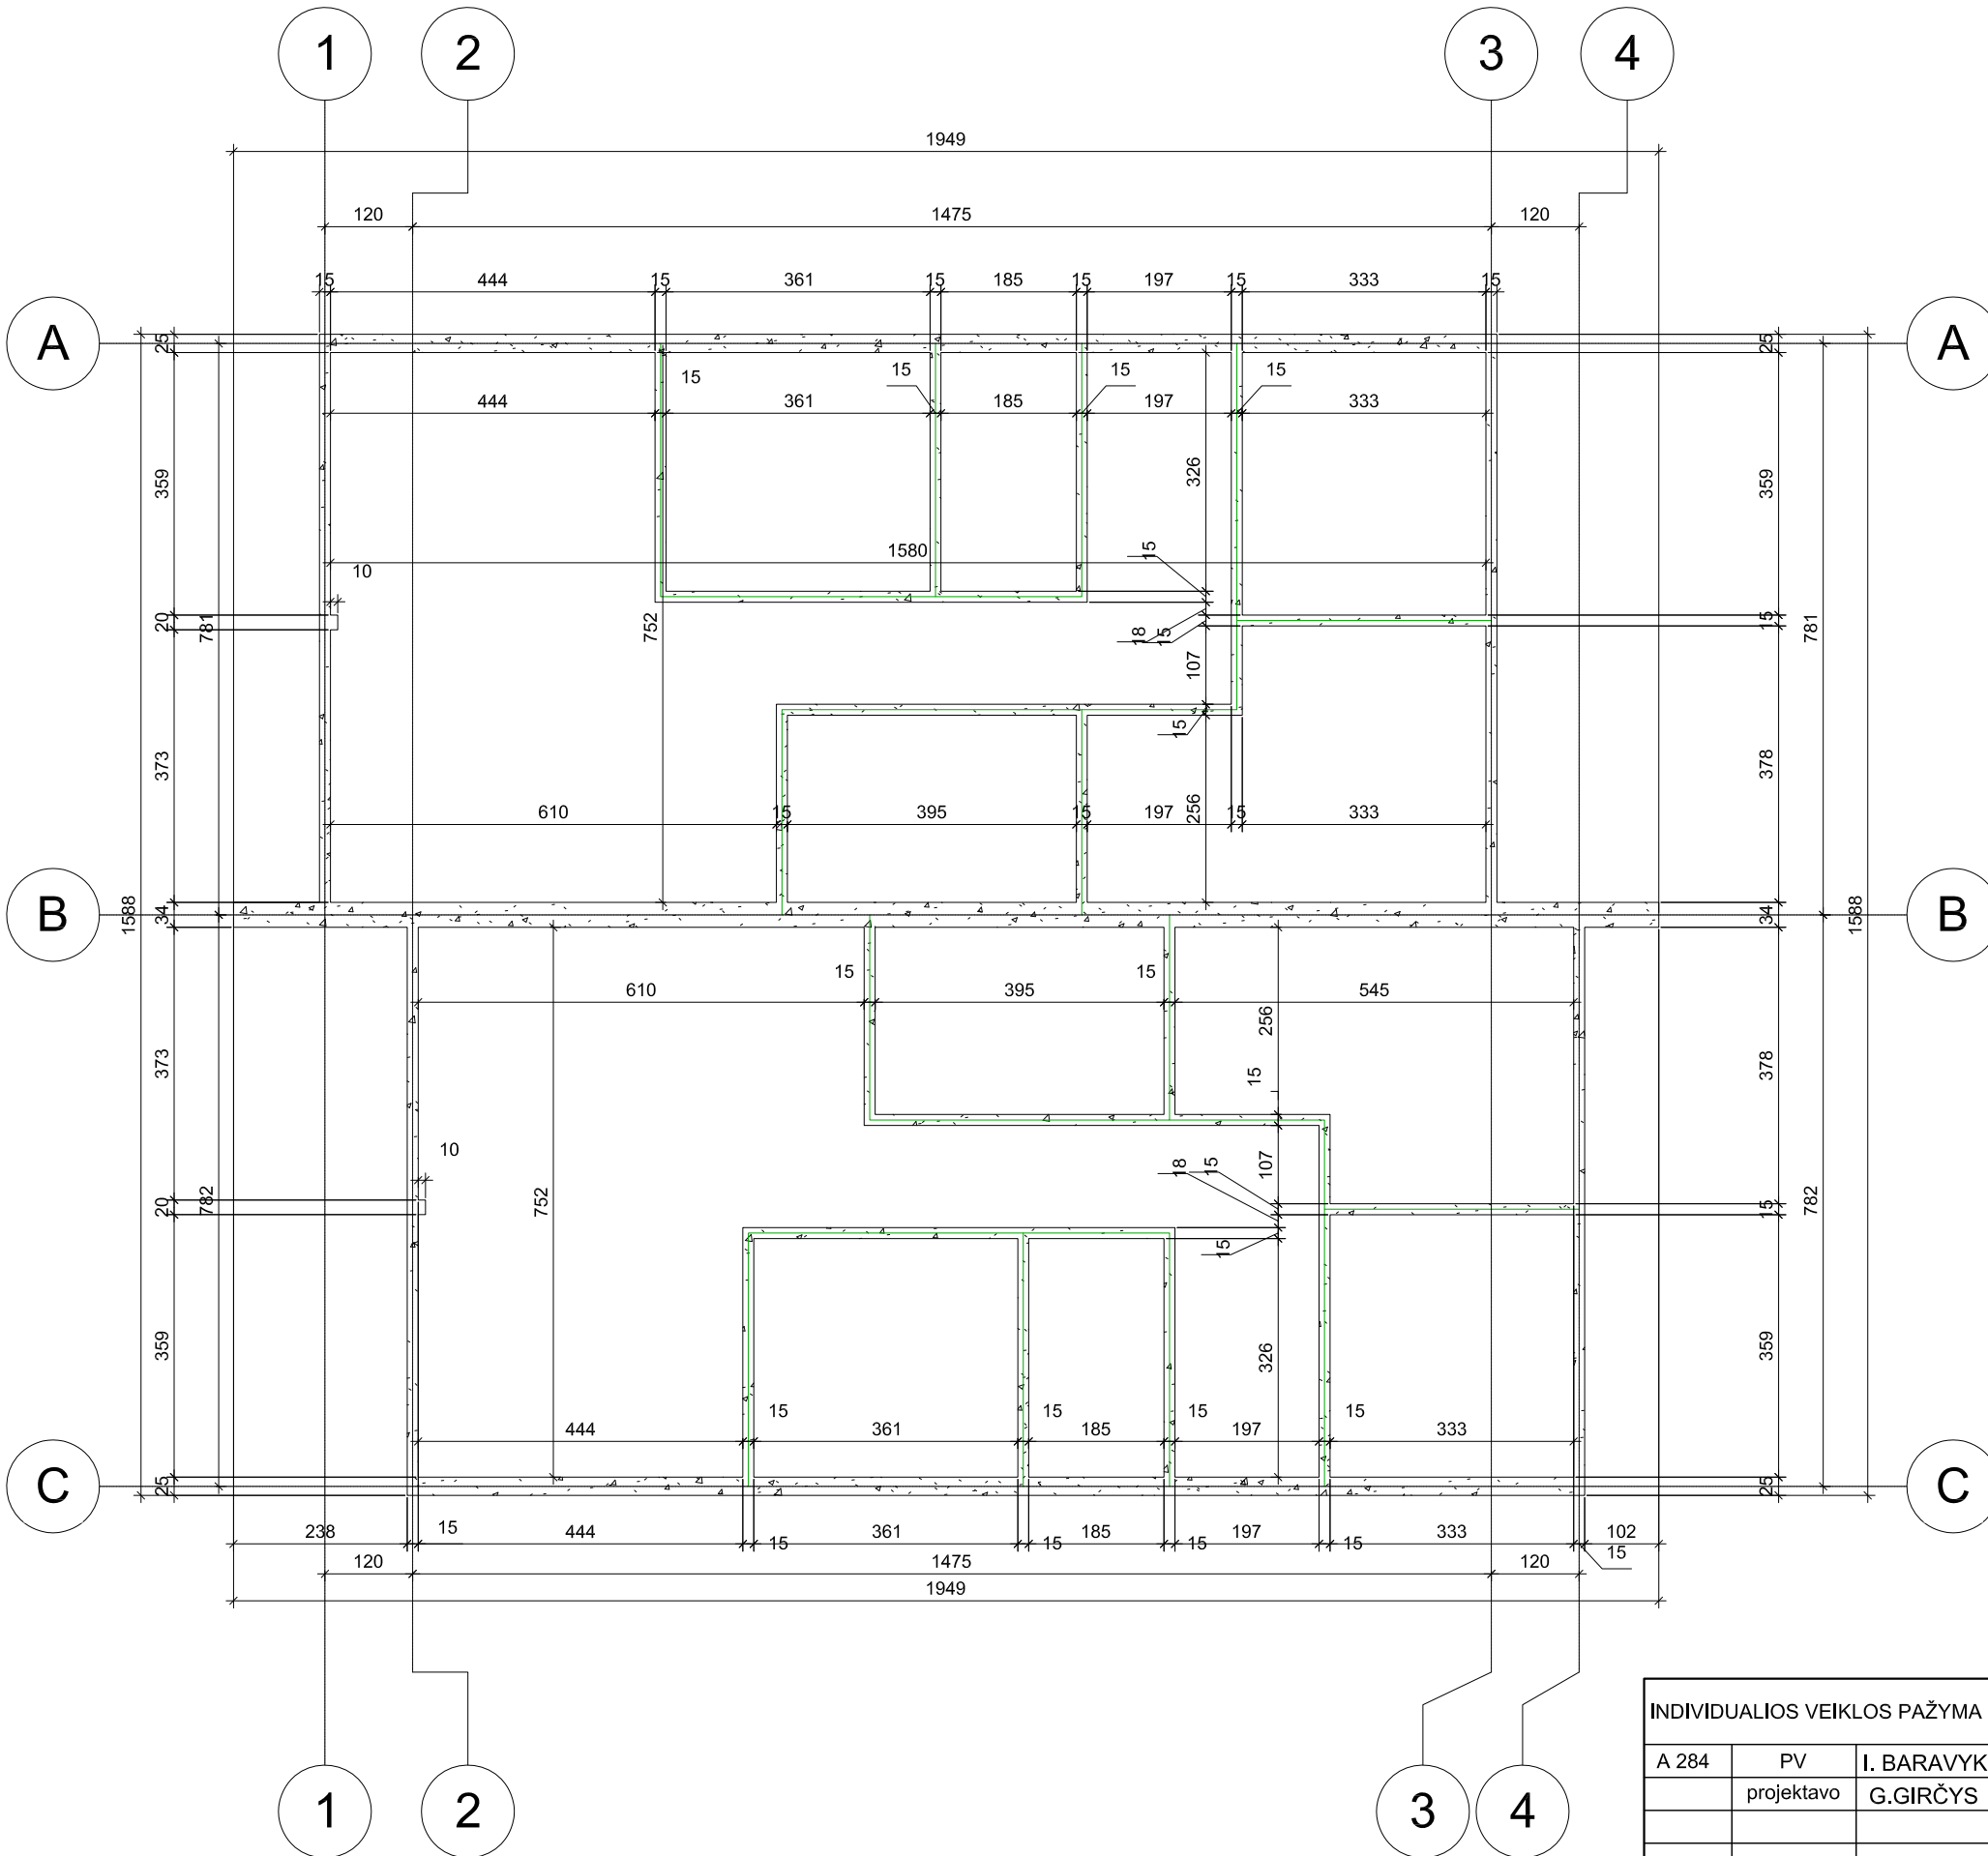 1 2 3 4
1949
120 1475 120
15 444 15 361 15 185 15 197 15 333 15
A A
25 25
15 15 15 15
444 361 185 197 333
359 326 359
1580
15
10
20 781 752 18 15 15 781
107
15
373 378
610 15 395 15 197 15 333
256
B B
1588 34 34 1588
15 15
610 395 545
256
373 15 378
10
107
18 15
20 782 752 15 782
15
359 326 359
15 15 15 15
444 361 185 197 333
C C
25 25
238 15 444 361 185 197 333 102
15 15 15 15 15
120 1475 120
1949
INDIVIDUALIOS VEIKLOS PAŽYMA
A 284 PV I. BARAVYK
projektavo G.GIRČYS
1 2 3 4